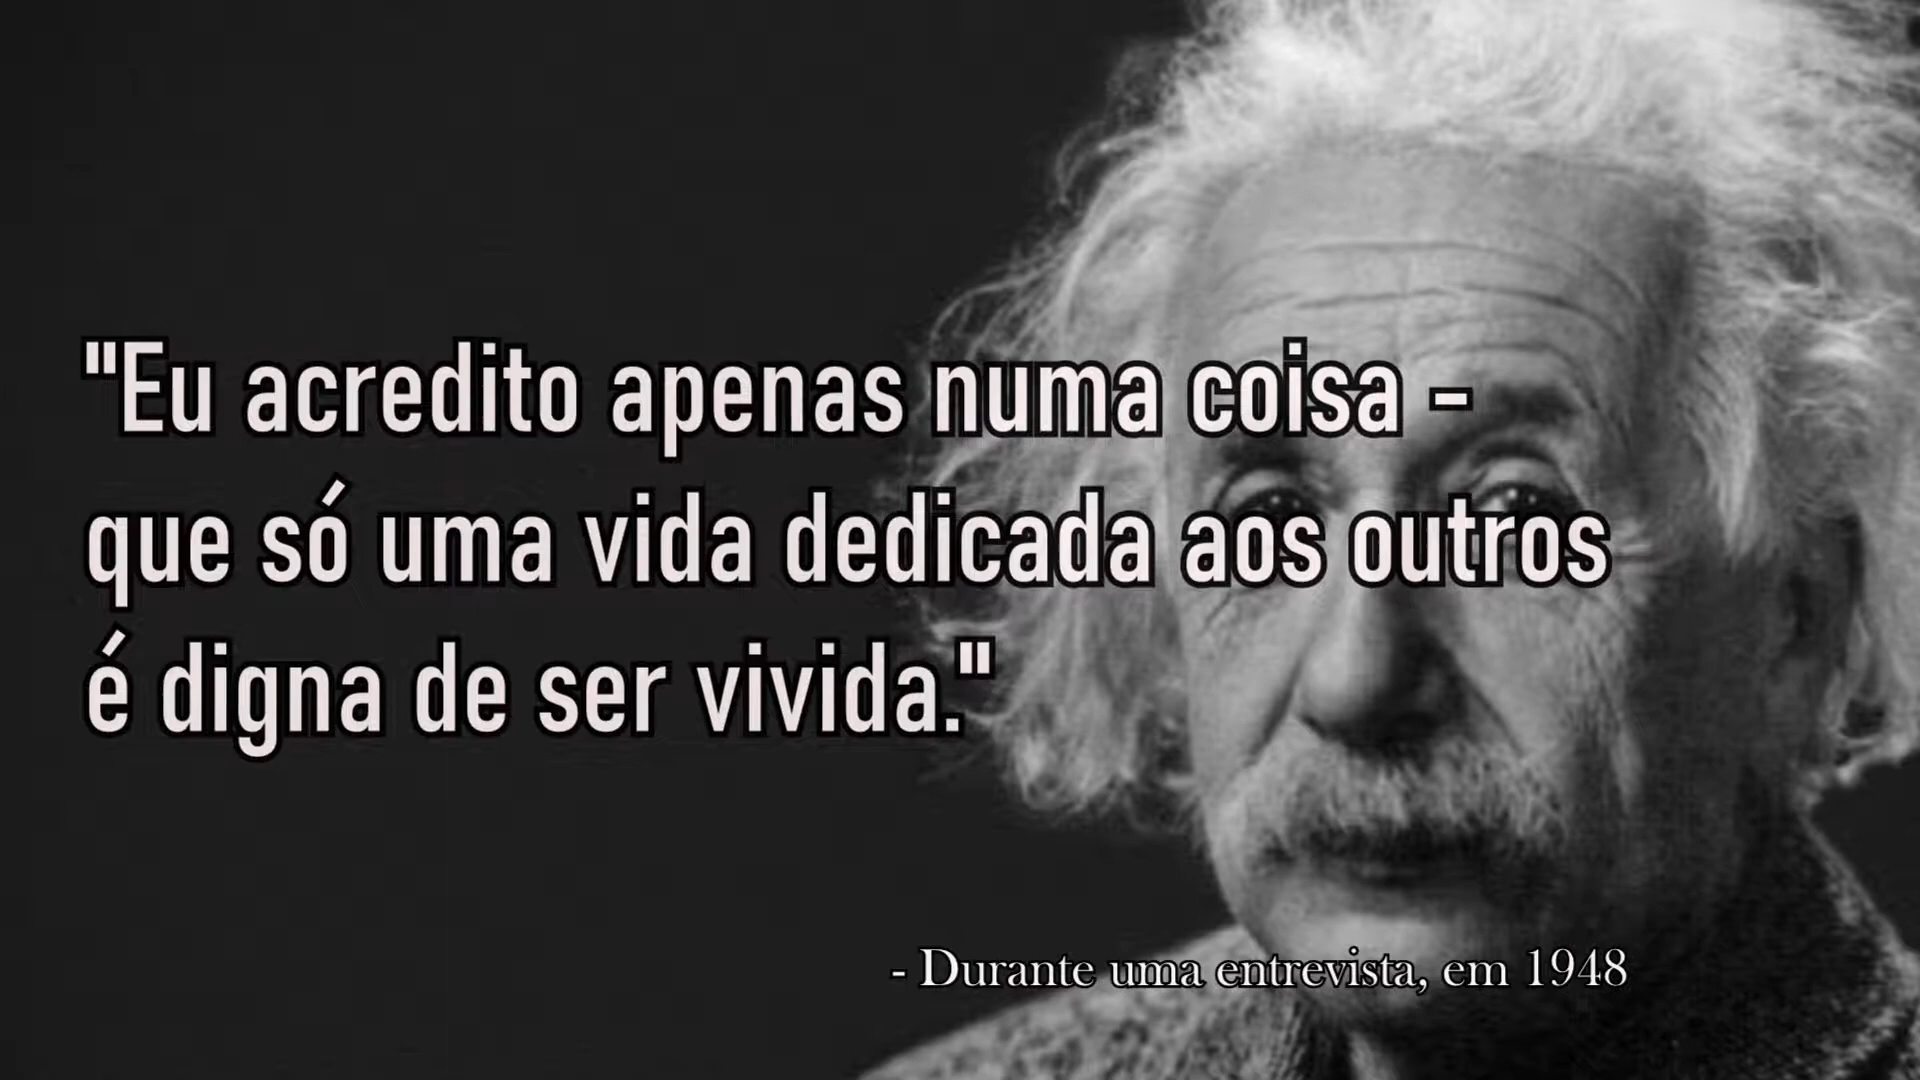 "Eu acredito apenas numa coisa -
que só uma vida dedicada aos outros
é digna de ser vivida."
- Durante uma entrevista, em 1948